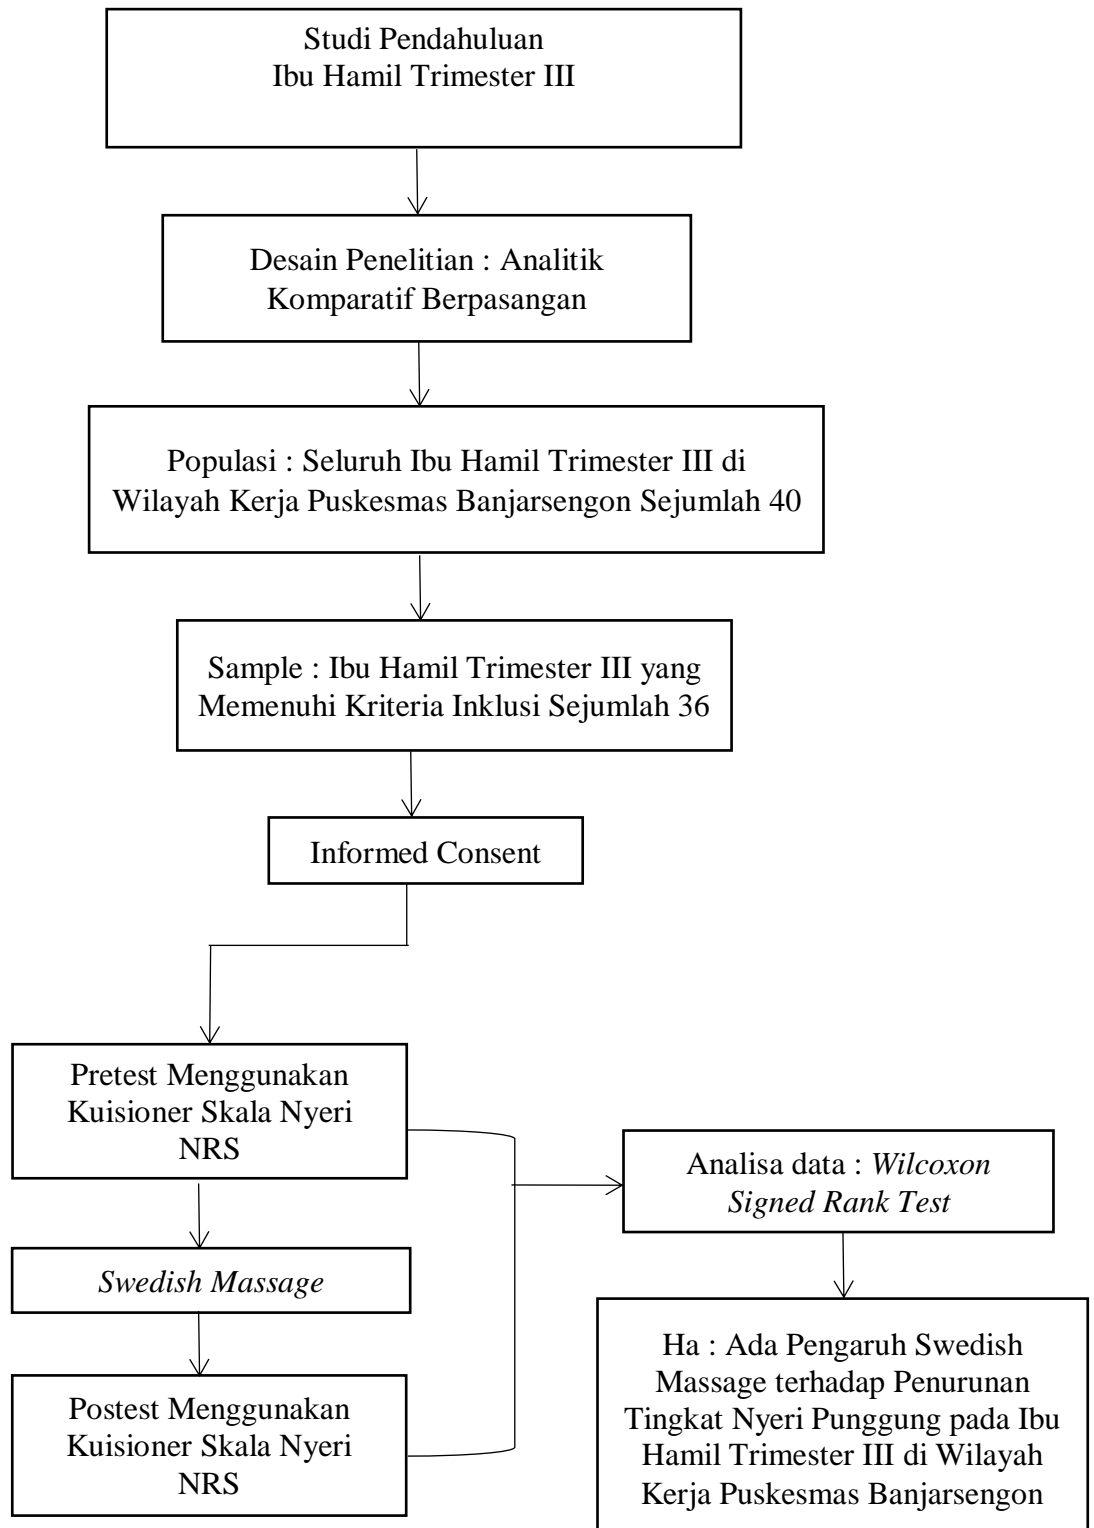 Studi Pendahuluan
Ibu Hamil Trimester III
Desain Penelitian : Analitik
Komparatif Berpasangan
Populasi : Seluruh Ibu Hamil Trimester III di
Wilayah Kerja Puskesmas Banjarsengon Sejumlah 40
Sample : Ibu Hamil Trimester III yang
Memenuhi Kriteria Inklusi Sejumlah 36
Informed Consent
Pretest Menggunakan
Kuisioner Skala Nyeri
NRS
Swedish Massage
Postest Menggunakan
Kuisioner Skala Nyeri
NRS
Analisa data : Wilcoxon
Signed Rank Test
Ha : Ada Pengaruh Swedish
Massage terhadap Penurunan
Tingkat Nyeri Punggung pada Ibu
Hamil Trimester III di Wilayah
Kerja Puskesmas Banjarsengon